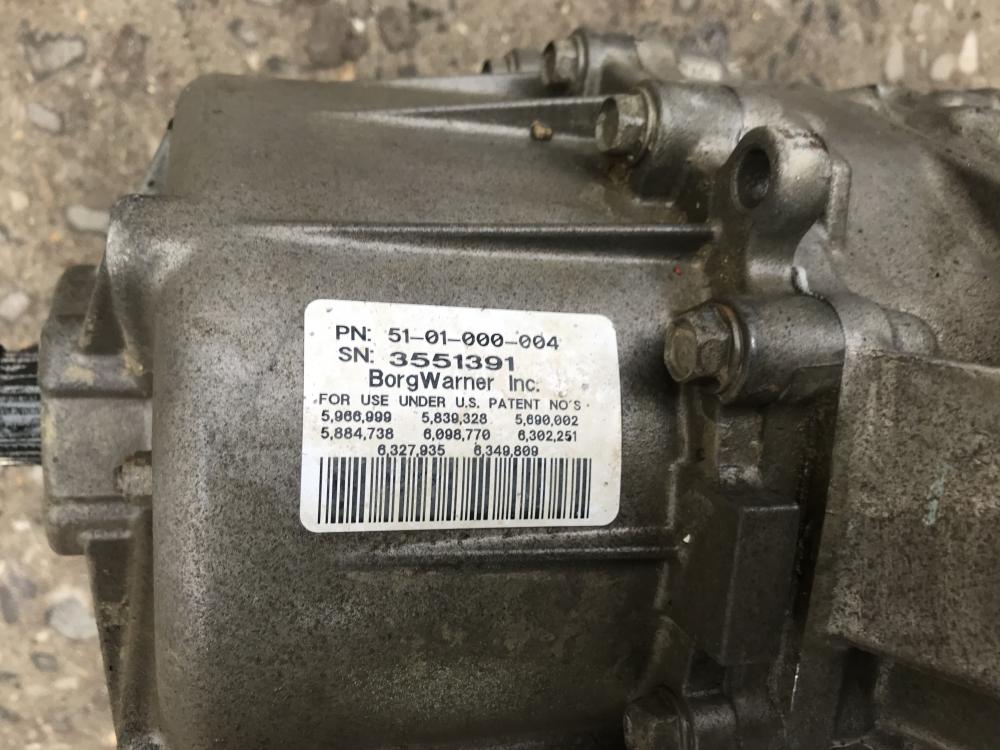 PN: 51-01-000-004
SN: 3551391
BorgWarner Inc.
FOR USE UNDER U.S. PATENT NO'S
5,966,999 5,839,328 5,690,002
5,884,738 6,098,770 6,302,251
6,327,935 6,349,809